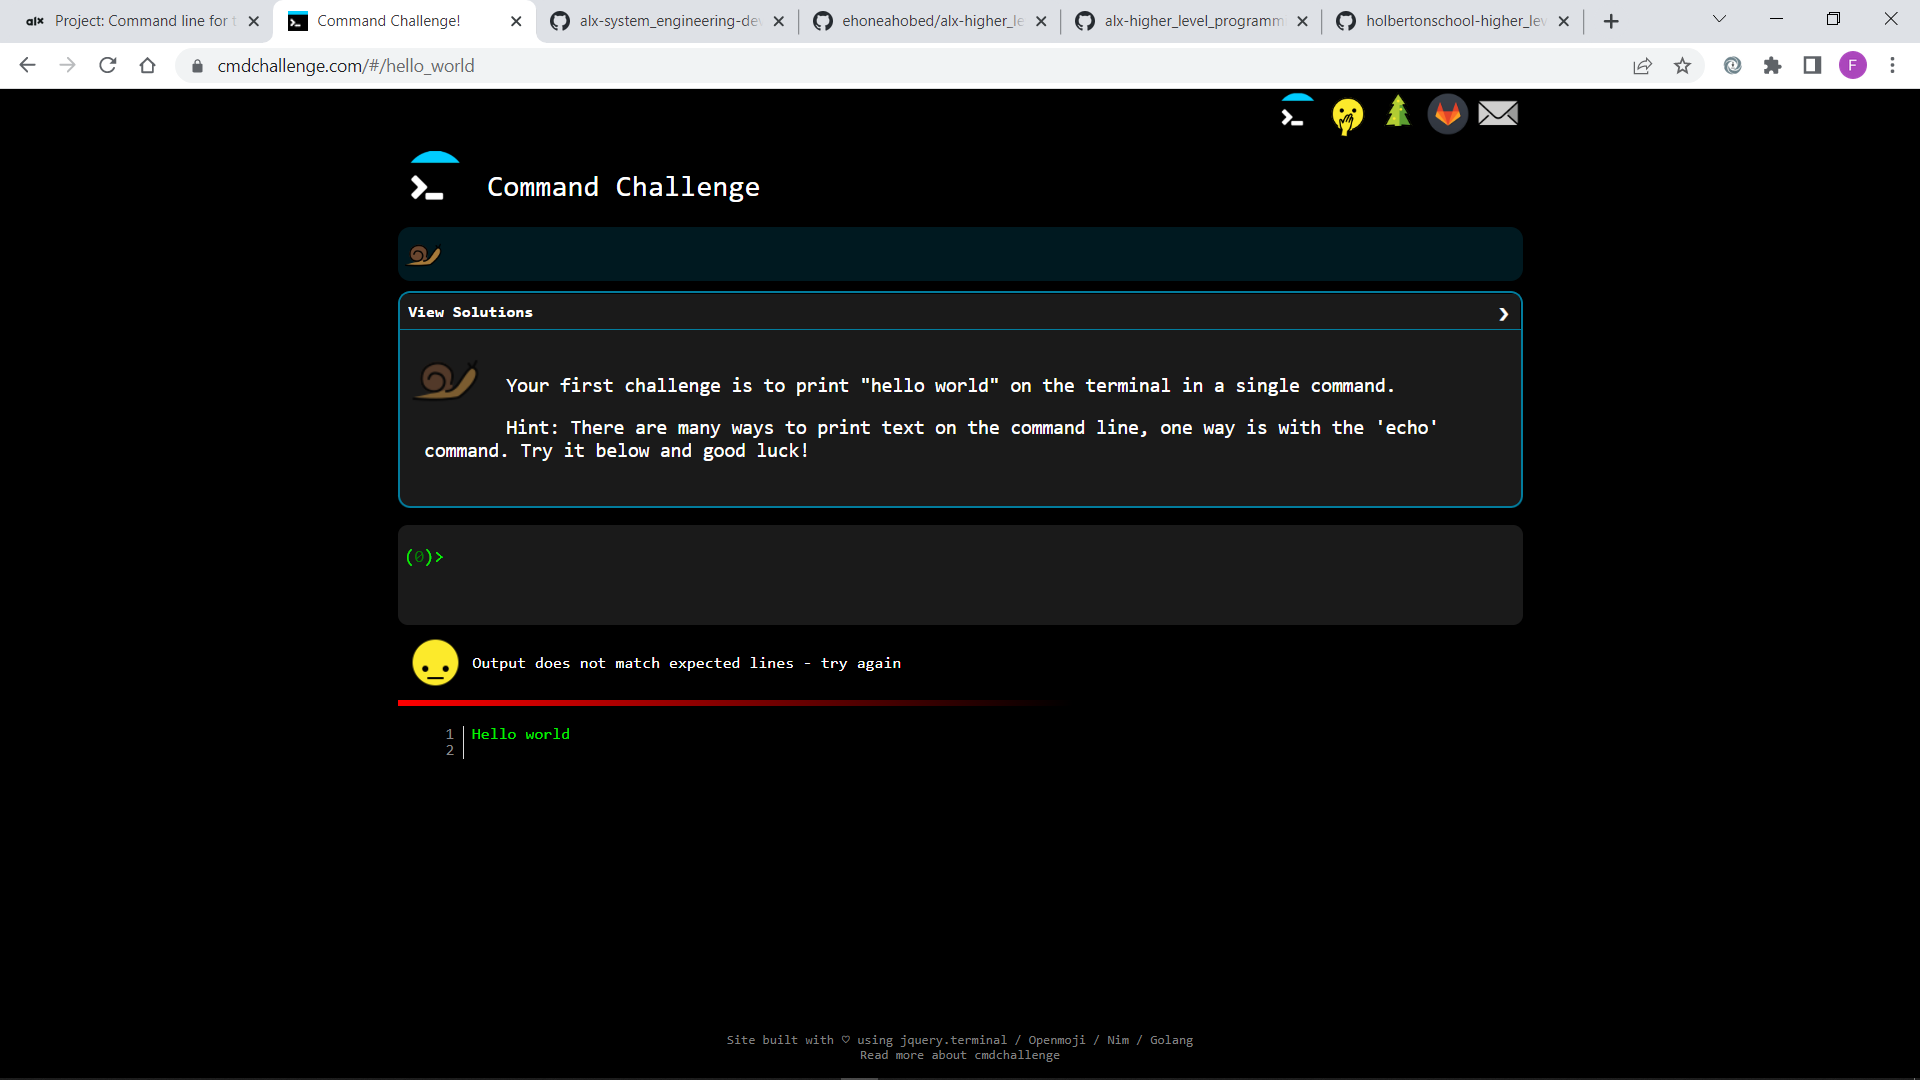 alx Project: Command line for t
Command Challenge!
alx-system_engineering-dev
ehoneahobed/alx-higher_le
alx-higher_level_programm
holbertonschool-higher_lev
cmdchallenge.com/#/hello_world
F
Command Challenge
View Solutions
Your first challenge is to print "hello world" on the terminal in a single command.
Hint: There are many ways to print text on the command line, one way is with the 'echo'
command. Try it below and good luck!
(0)>
Output does not match expected lines - try again
1 Hello world
2
Site built with ♡ using jquery.terminal / Openmoji / Nim / Golang
Read more about cmdchallenge